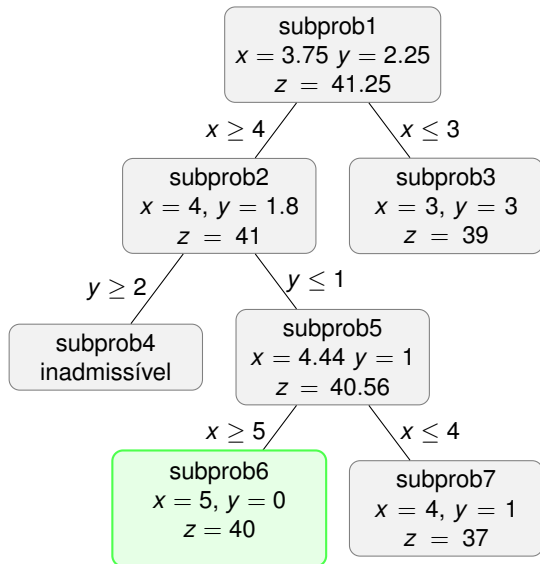 subprob1
x = 3.75 y = 2.25
z = 41.25
x ≥ 4
x ≤ 3
subprob2
x = 4, y = 1.8
z = 41
subprob3
x = 3, y = 3
z = 39
y ≥ 2
y ≤ 1
subprob4
inadmissível
subprob5
x = 4.44 y = 1
z = 40.56
x ≥ 5
x ≤ 4
subprob6
x = 5, y = 0
z = 40
subprob7
x = 4, y = 1
z = 37